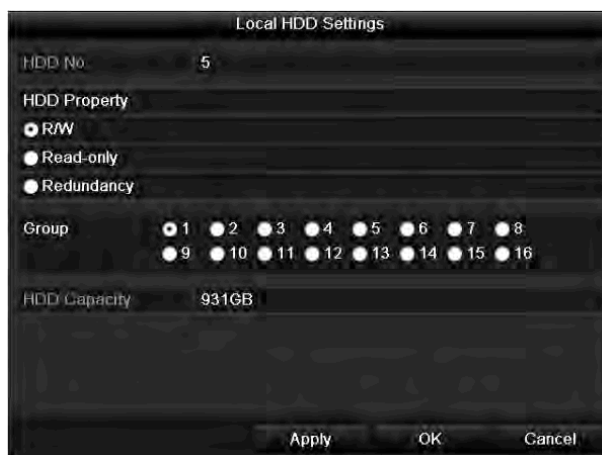 Local HDD Settings
HDD No. 5
HDD Property
R/W
Read-only
Redundancy
Group 1 2 3 4 5 6 7 8
9 10 11 12 13 14 15 16
HDD Capacity 931GB
Apply OK Cancel